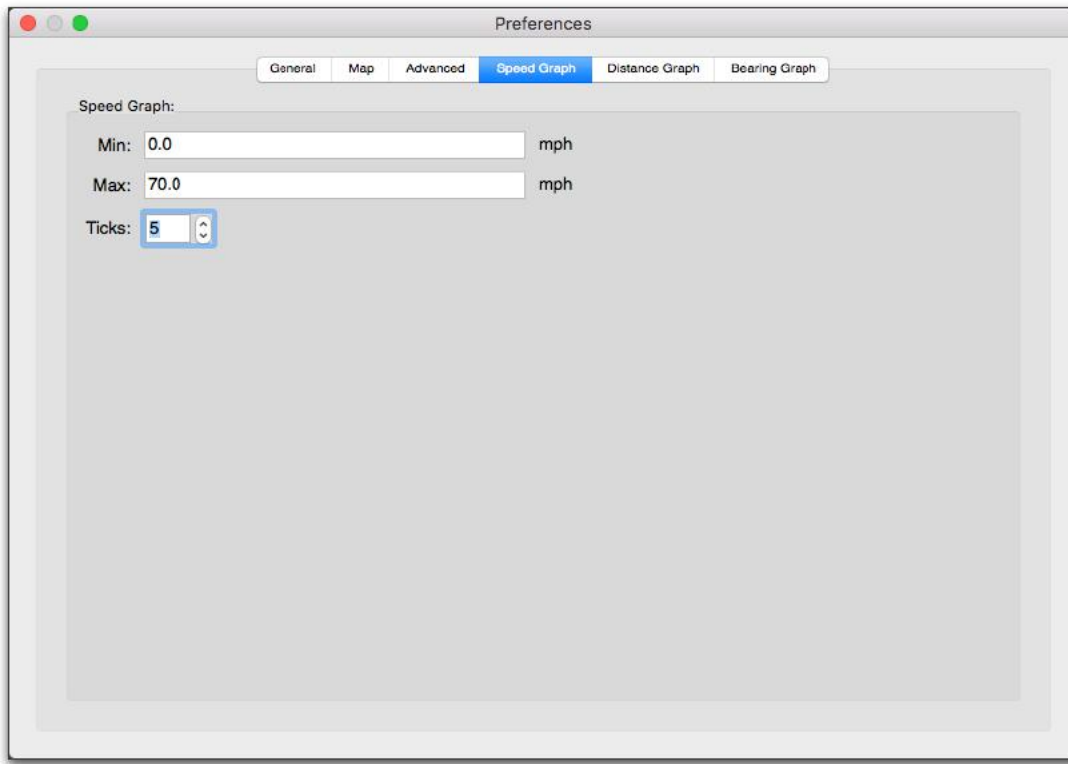 Preferences
General Map Advanced Speed Graph Distance Graph Bearing Graph
Speed Graph:
Min: 0.0 mph
Max: 70.0 mph
Ticks: 5